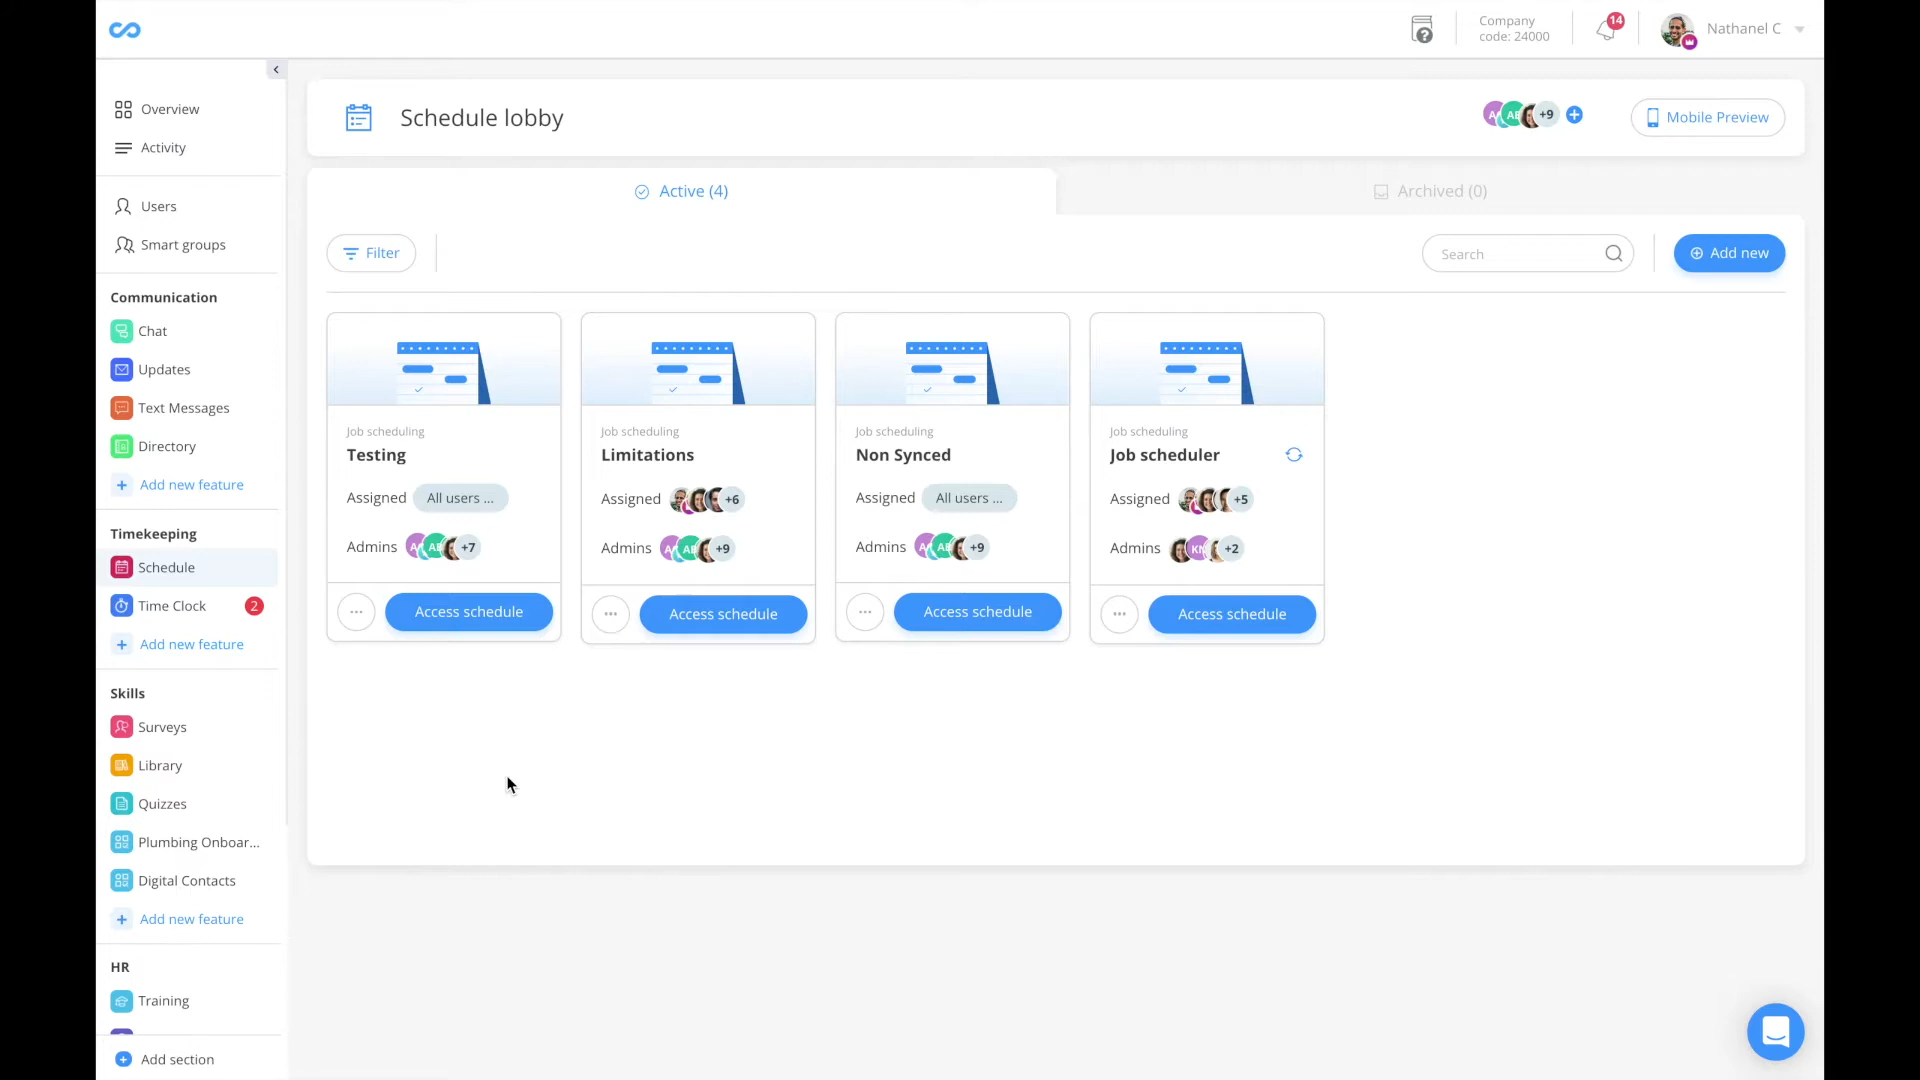 Company
code: 24000
14
Nathanel C
Overview
Activity
Users
Smart groups
Communication
Chat
Updates
Text Messages
Directory
Add new feature
Timekeeping
Schedule
Time Clock
2
Add new feature
Skills
Surveys
Library
Quizzes
Plumbing Onboar...
Digital Contacts
Add new feature
HR
Training
Add section
Schedule lobby
+9
Mobile Preview
Active (4)
Archived (0)
Filter
Search
Add new
Job scheduling
Testing
Assigned All users ...
Admins +7
Access schedule
Job scheduling
Limitations
Assigned +6
Admins +9
Access schedule
Job scheduling
Non Synced
Assigned All users ...
Admins +9
Access schedule
Job scheduling
Job scheduler
Assigned +5
Admins +2
Access schedule